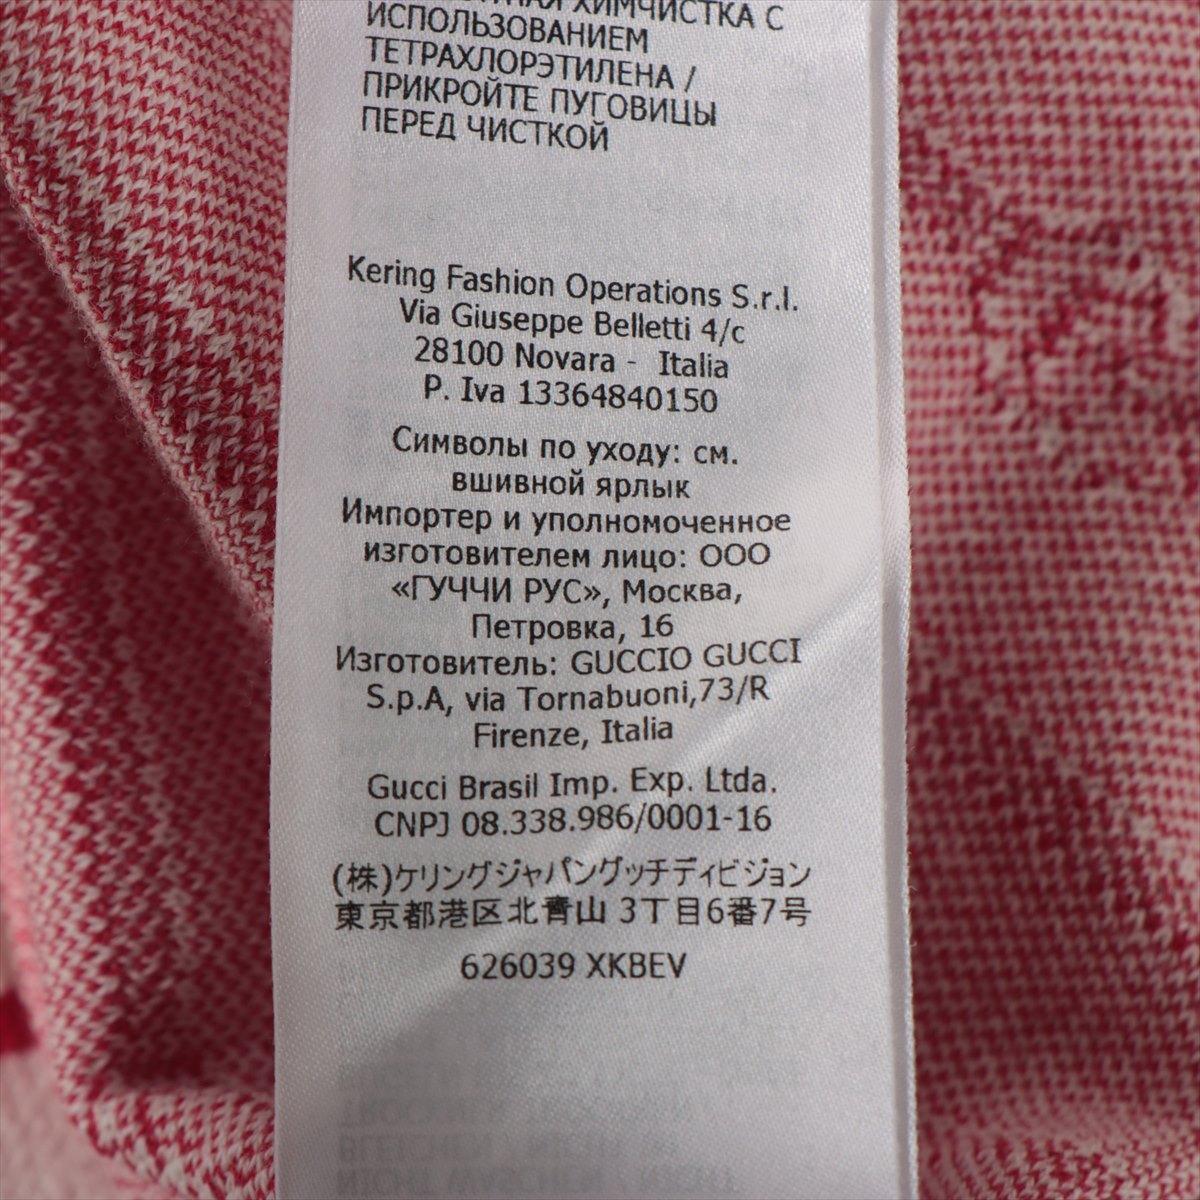 ХИМЧИСТКА С
ИСПОЛЬЗОВАНИЕМ
ТЕТРАХЛОРЭТИЛЕНА /
ПРИКРОЙТЕ ПУГОВИЦЫ
ПЕРЕД ЧИСТКОЙ
Kering Fashion Operations S.r.l.
Via Giuseppe Belletti 4/c
28100 Novara - Italia
P. Iva 13364840150
Символы по уходу: см.
вшивной ярлык
Импортер и уполномоченное
изготовителем лицо: ООО
«ГУЧЧИ РУС», Москва,
Петровка, 16
Изготовитель: GUCCIO GUCCI
S.p.A, via Tornabuoni,73/R
Firenze, Italia
Gucci Brasil Imp. Exp. Ltda.
CNPJ 08.338.986/0001-16
(株)ケリングジャパングッチディビジョン
東京都港区北青山 3丁目6番7号
626039 XKBEV